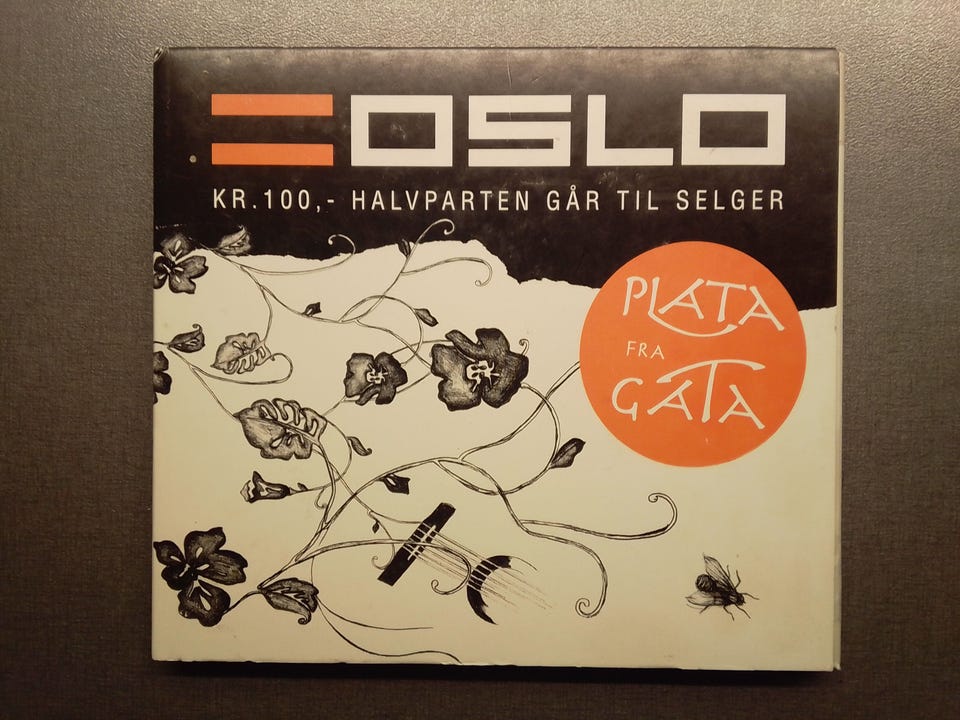 =OSLO
KR.100,- HALVPARTEN GÅR TIL SELGER
PLATA
FRA
GATA